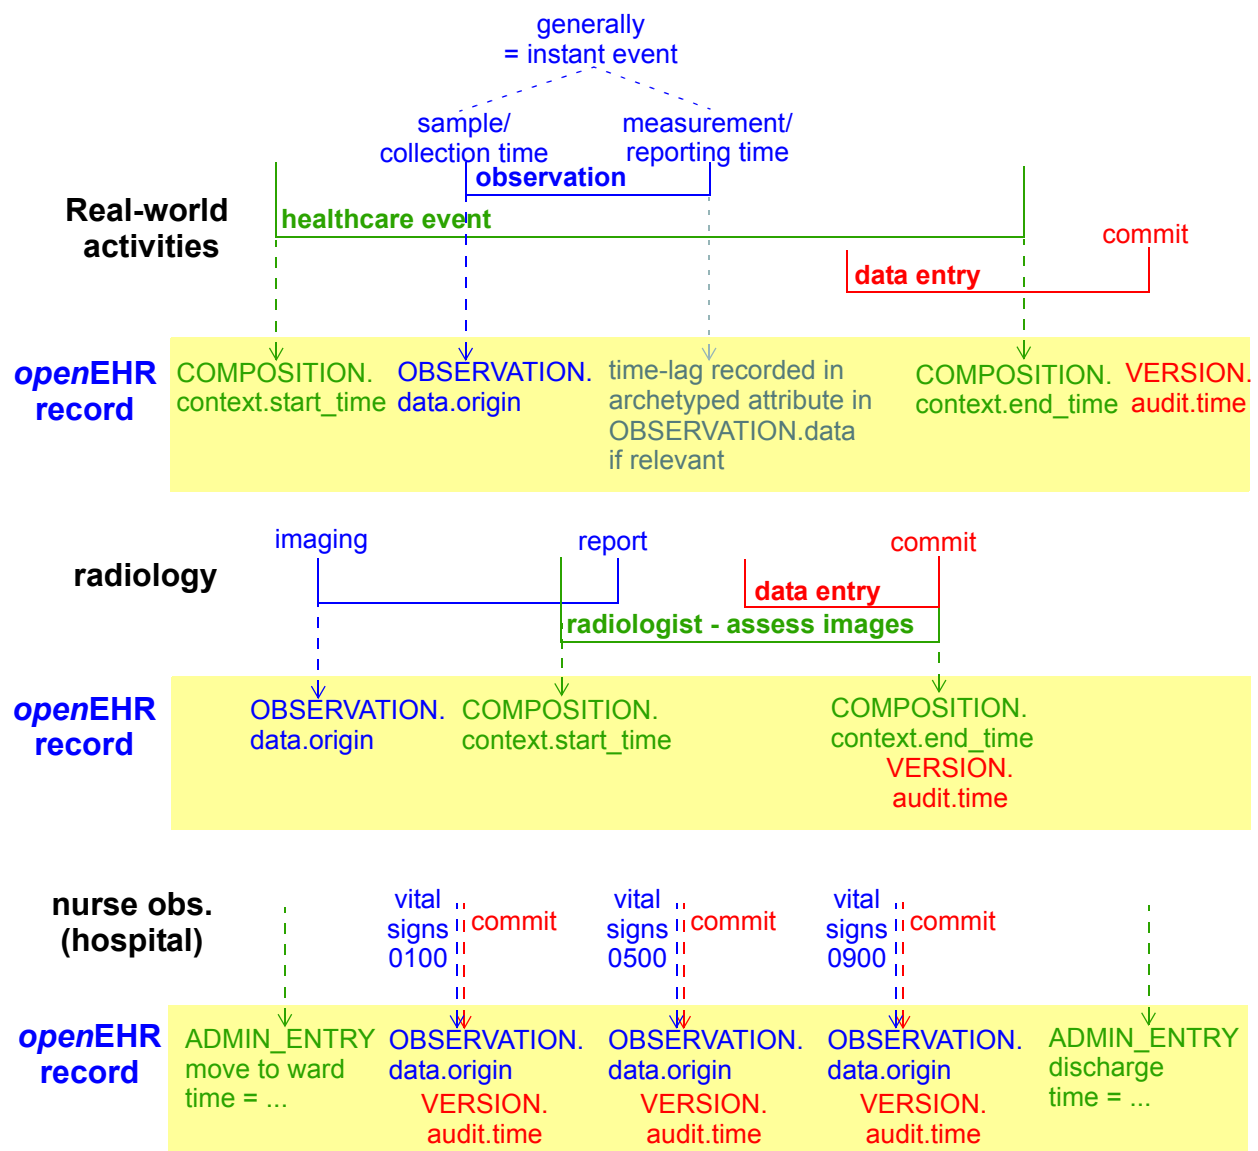 generally
= instant event
sample/
collection time
measurement/
reporting time
observation
Real-world
activities
healthcare event
commit
data entry
openEHR
record
COMPOSITION.
context.start_time
OBSERVATION.
data.origin
time-lag recorded in
archetyped attribute in
OBSERVATION.data
if relevant
COMPOSITION.
context.end_time
VERSION.
audit.time
radiology
imaging
report
commit
data entry
radiologist - assess images
openEHR
record
OBSERVATION.
data.origin
COMPOSITION.
context.start_time
COMPOSITION.
context.end_time
VERSION.
audit.time
nurse obs.
(hospital)
vital
signs
0100
commit
vital
signs
0500
commit
vital
signs
0900
commit
openEHR
record
ADMIN_ENTRY
move to ward
time = ...
OBSERVATION.
data.origin
VERSION.
audit.time
OBSERVATION.
data.origin
VERSION.
audit.time
OBSERVATION.
data.origin
VERSION.
audit.time
ADMIN_ENTRY
discharge
time = ...